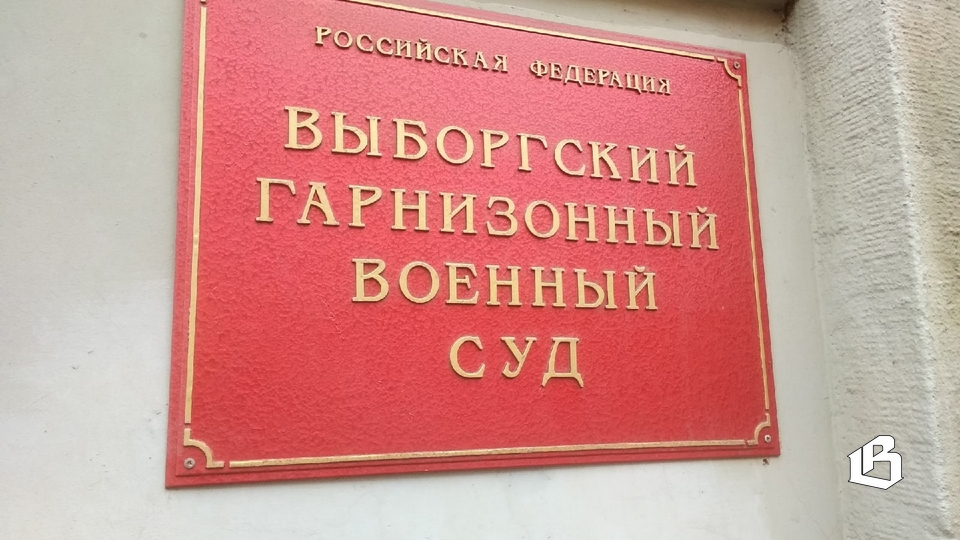 РОССИЙСКАЯ ФЕДЕРАЦИЯ
ВЫБОРГСКИЙ
ГАРНИЗОННЫЙ
ВОЕННЫЙ
СУД
В